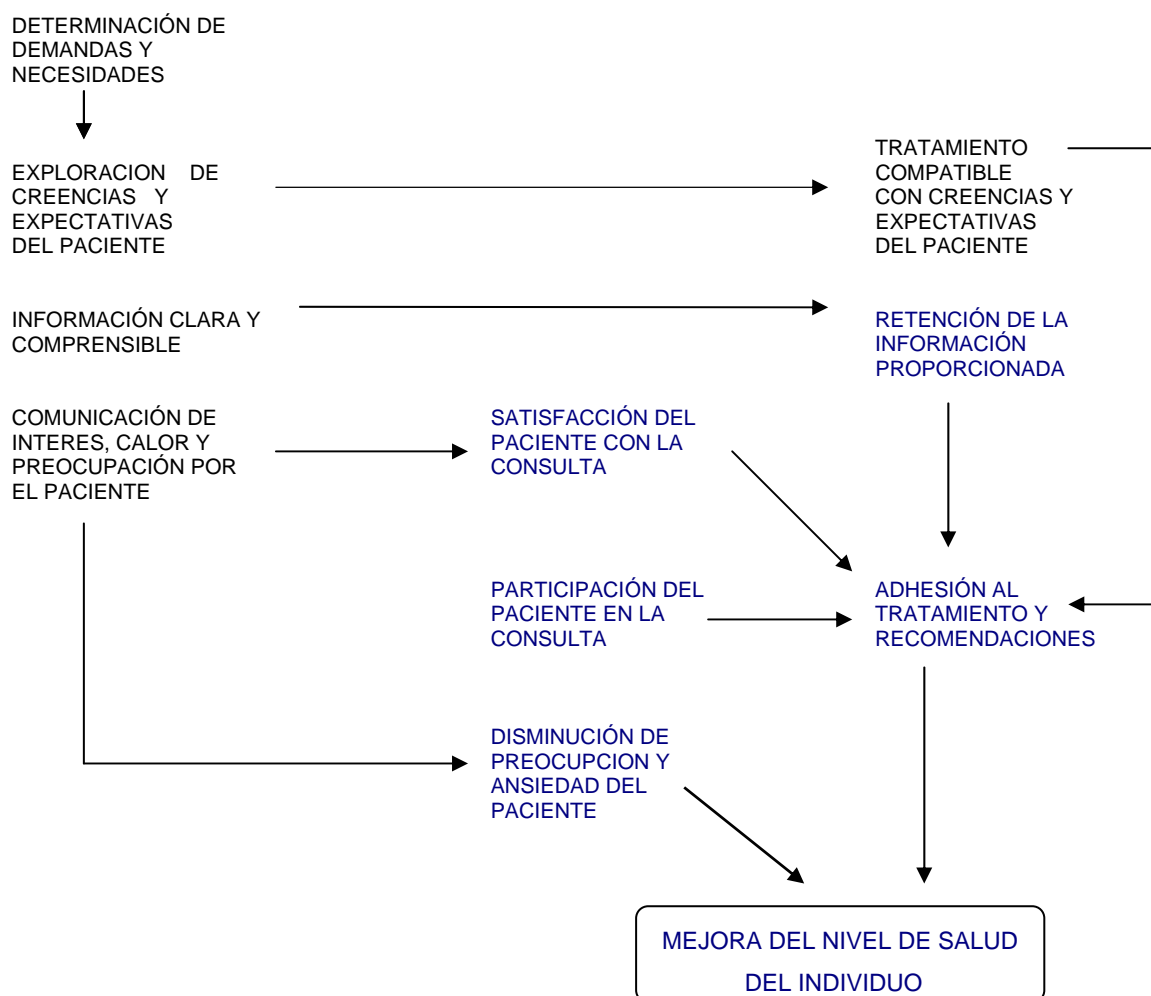 DETERMINACIÓN DE
DEMANDAS Y
NECESIDADES
EXPLORACION DE
CREENCIAS Y
EXPECTATIVAS
DEL PACIENTE
TRATAMIENTO
COMPATIBLE
CON CREENCIAS Y
EXPECTATIVAS
DEL PACIENTE
INFORMACIÓN CLARA Y
COMPRENSIBLE
RETENCIÓN DE LA
INFORMACIÓN
PROPORCIONADA
COMUNICACIÓN DE
INTERES, CALOR Y
PREOCUPACIÓN POR
EL PACIENTE
SATISFACCIÓN DEL
PACIENTE CON LA
CONSULTA
PARTICIPACIÓN DEL
PACIENTE EN LA
CONSULTA
ADHESIÓN AL
TRATAMIENTO Y
RECOMENDACIONES
DISMINUCIÓN DE
PREOCUPCION Y
ANSIEDAD DEL
PACIENTE
MEJORA DEL NIVEL DE SALUD
DEL INDIVIDUO